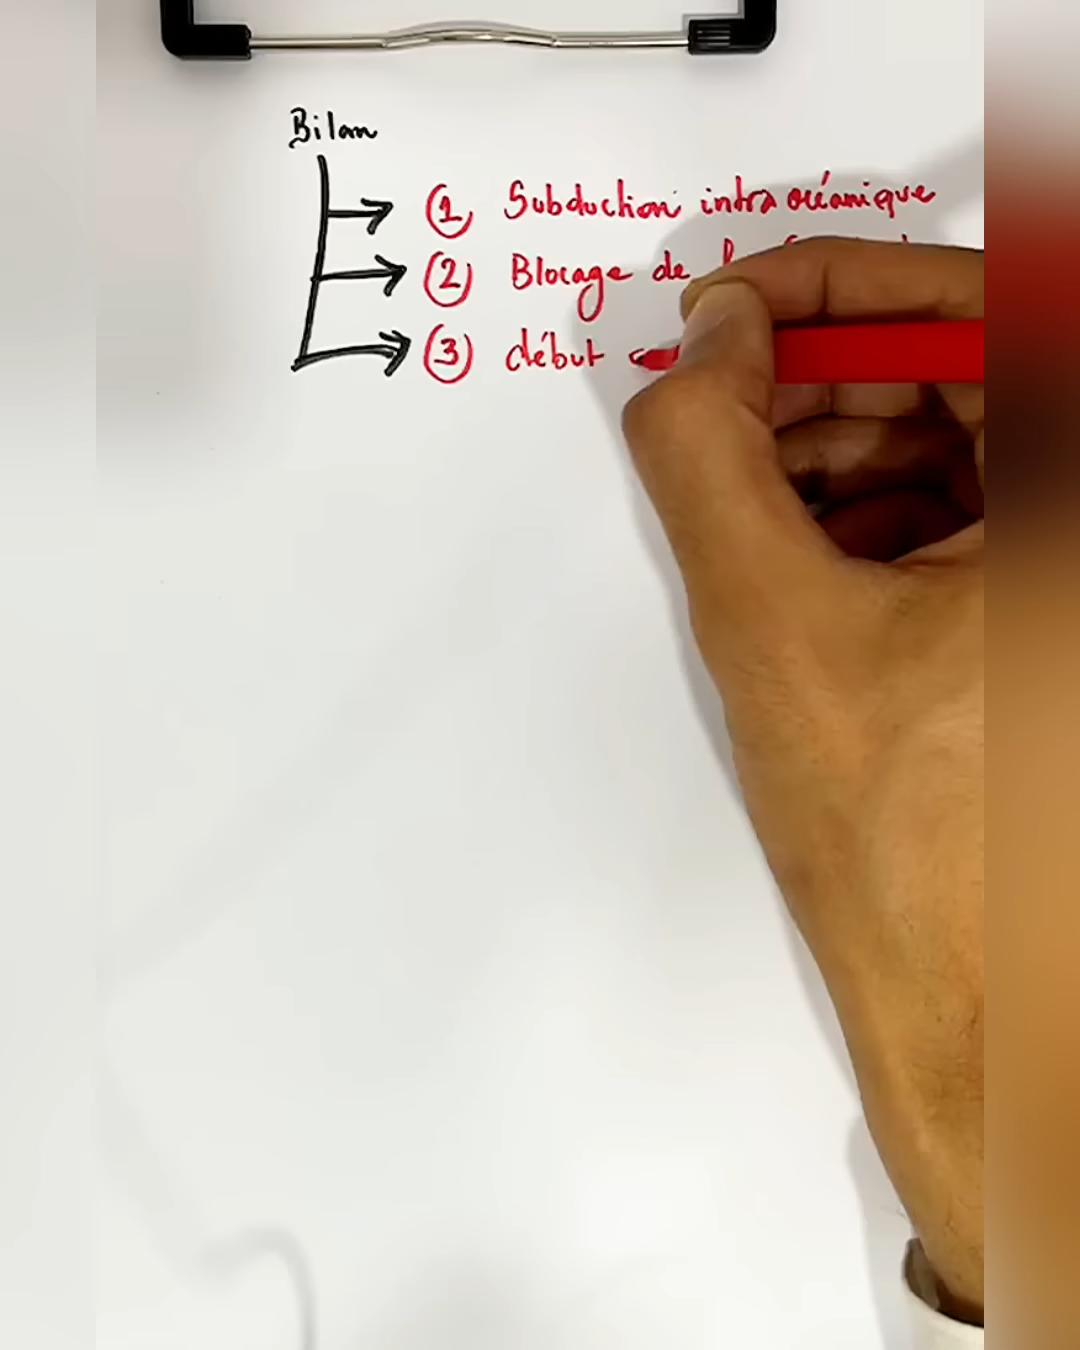 Bilan
① Subduction intra océanique
② Blocage de
③ début